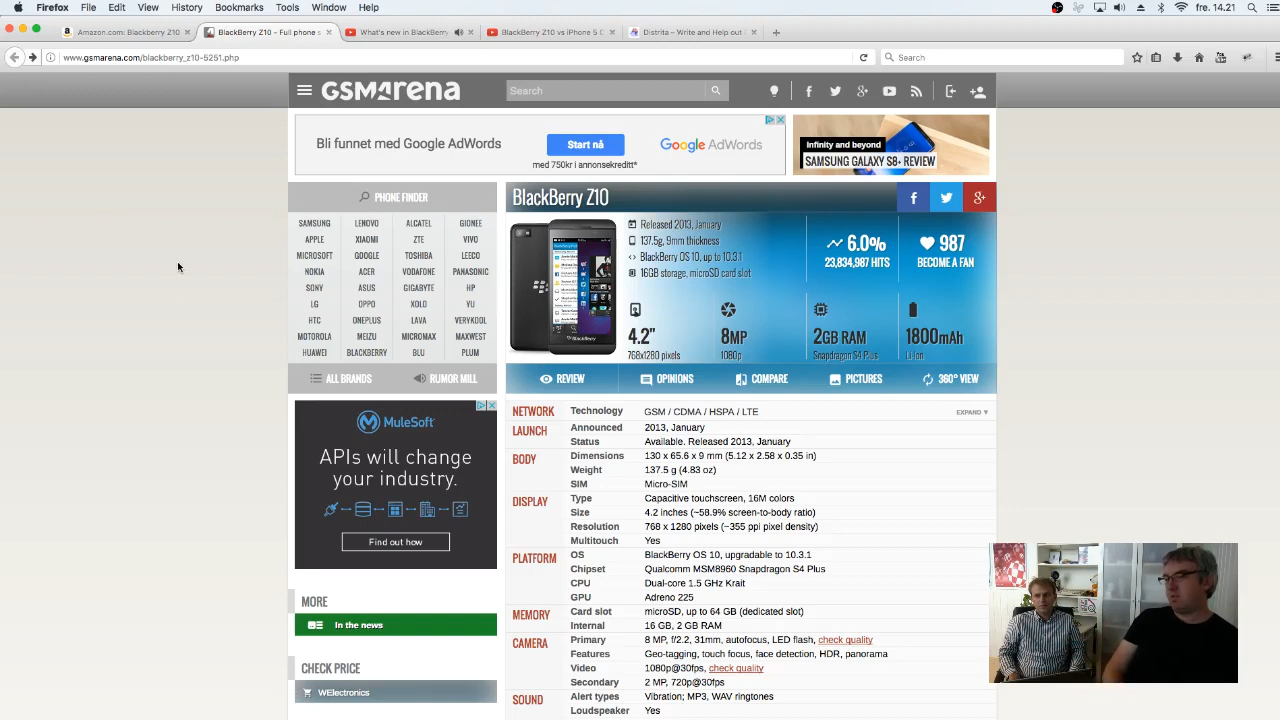 Firefox File Edit View History Bookmarks Tools Window Help fre. 14.21
Amazon.com: Blackberry Z10
BlackBerry Z10 - Full phone s
What's new in BlackBerry
BlackBerry Z10 vs iPhone 5 C
Distrita – Write and Help out
www.gsmarena.com/blackberry_z10-5251.php
Search
GSMArena
Search
Bli funnet med Google AdWords
Start nå
med 750kr i annonsekreditt*
Google AdWords
Infinity and beyond
SAMSUNG GALAXY S8+ REVIEW
PHONE FINDER
SAMSUNG LENOVO ALCATEL GIONEE
APPLE XIAOMI ZTE VIVO
MICROSOFT GOOGLE TOSHIBA LEECO
NOKIA ACER VODAFONE PANASONIC
SONY ASUS GIGABYTE HP
LG OPPO XOLO VU
HTC ONEPLUS LAVA VERYKOOL
MOTOROLA MEIZU MICROMAX MAXWEST
HUAWEI BLACKBERRY BLU PLUM
ALL BRANDS RUMOR MILL
BlackBerry Z10
Released 2013, January
137.5g, 9mm thickness
BlackBerry OS 10, up to 10.3.1
16GB storage, microSD card slot
6.0%
23,834,987 HITS
987
BECOME A FAN
4.2"
768x1280 pixels
8MP
1080p
2GB RAM
Snapdragon S4 Plus
1800mAh
Li-Ion
REVIEW OPINIONS COMPARE PICTURES 360° VIEW
MuleSoft
APIs will change
your industry.
Find out how
MORE
In the news
CHECK PRICE
WElectronics
NETWORK Technology GSM / CDMA / HSPA / LTE EXPAND ▼
LAUNCH Announced 2013, January
Status Available. Released 2013, January
BODY Dimensions 130 x 65.6 x 9 mm (5.12 x 2.58 x 0.35 in)
Weight 137.5 g (4.83 oz)
SIM Micro-SIM
DISPLAY Type Capacitive touchscreen, 16M colors
Size 4.2 inches (~58.9% screen-to-body ratio)
Resolution 768 x 1280 pixels (~355 ppi pixel density)
Multitouch Yes
PLATFORM OS BlackBerry OS 10, upgradable to 10.3.1
Chipset Qualcomm MSM8960 Snapdragon S4 Plus
CPU Dual-core 1.5 GHz Krait
GPU Adreno 225
MEMORY Card slot microSD, up to 64 GB (dedicated slot)
Internal 16 GB, 2 GB RAM
CAMERA Primary 8 MP, f/2.2, 31mm, autofocus, LED flash, check quality
Features Geo-tagging, touch focus, face detection, HDR, panorama
Video 1080p@30fps, check quality
Secondary 2 MP, 720p@30fps
SOUND Alert types Vibration; MP3, WAV ringtones
Loudspeaker Yes